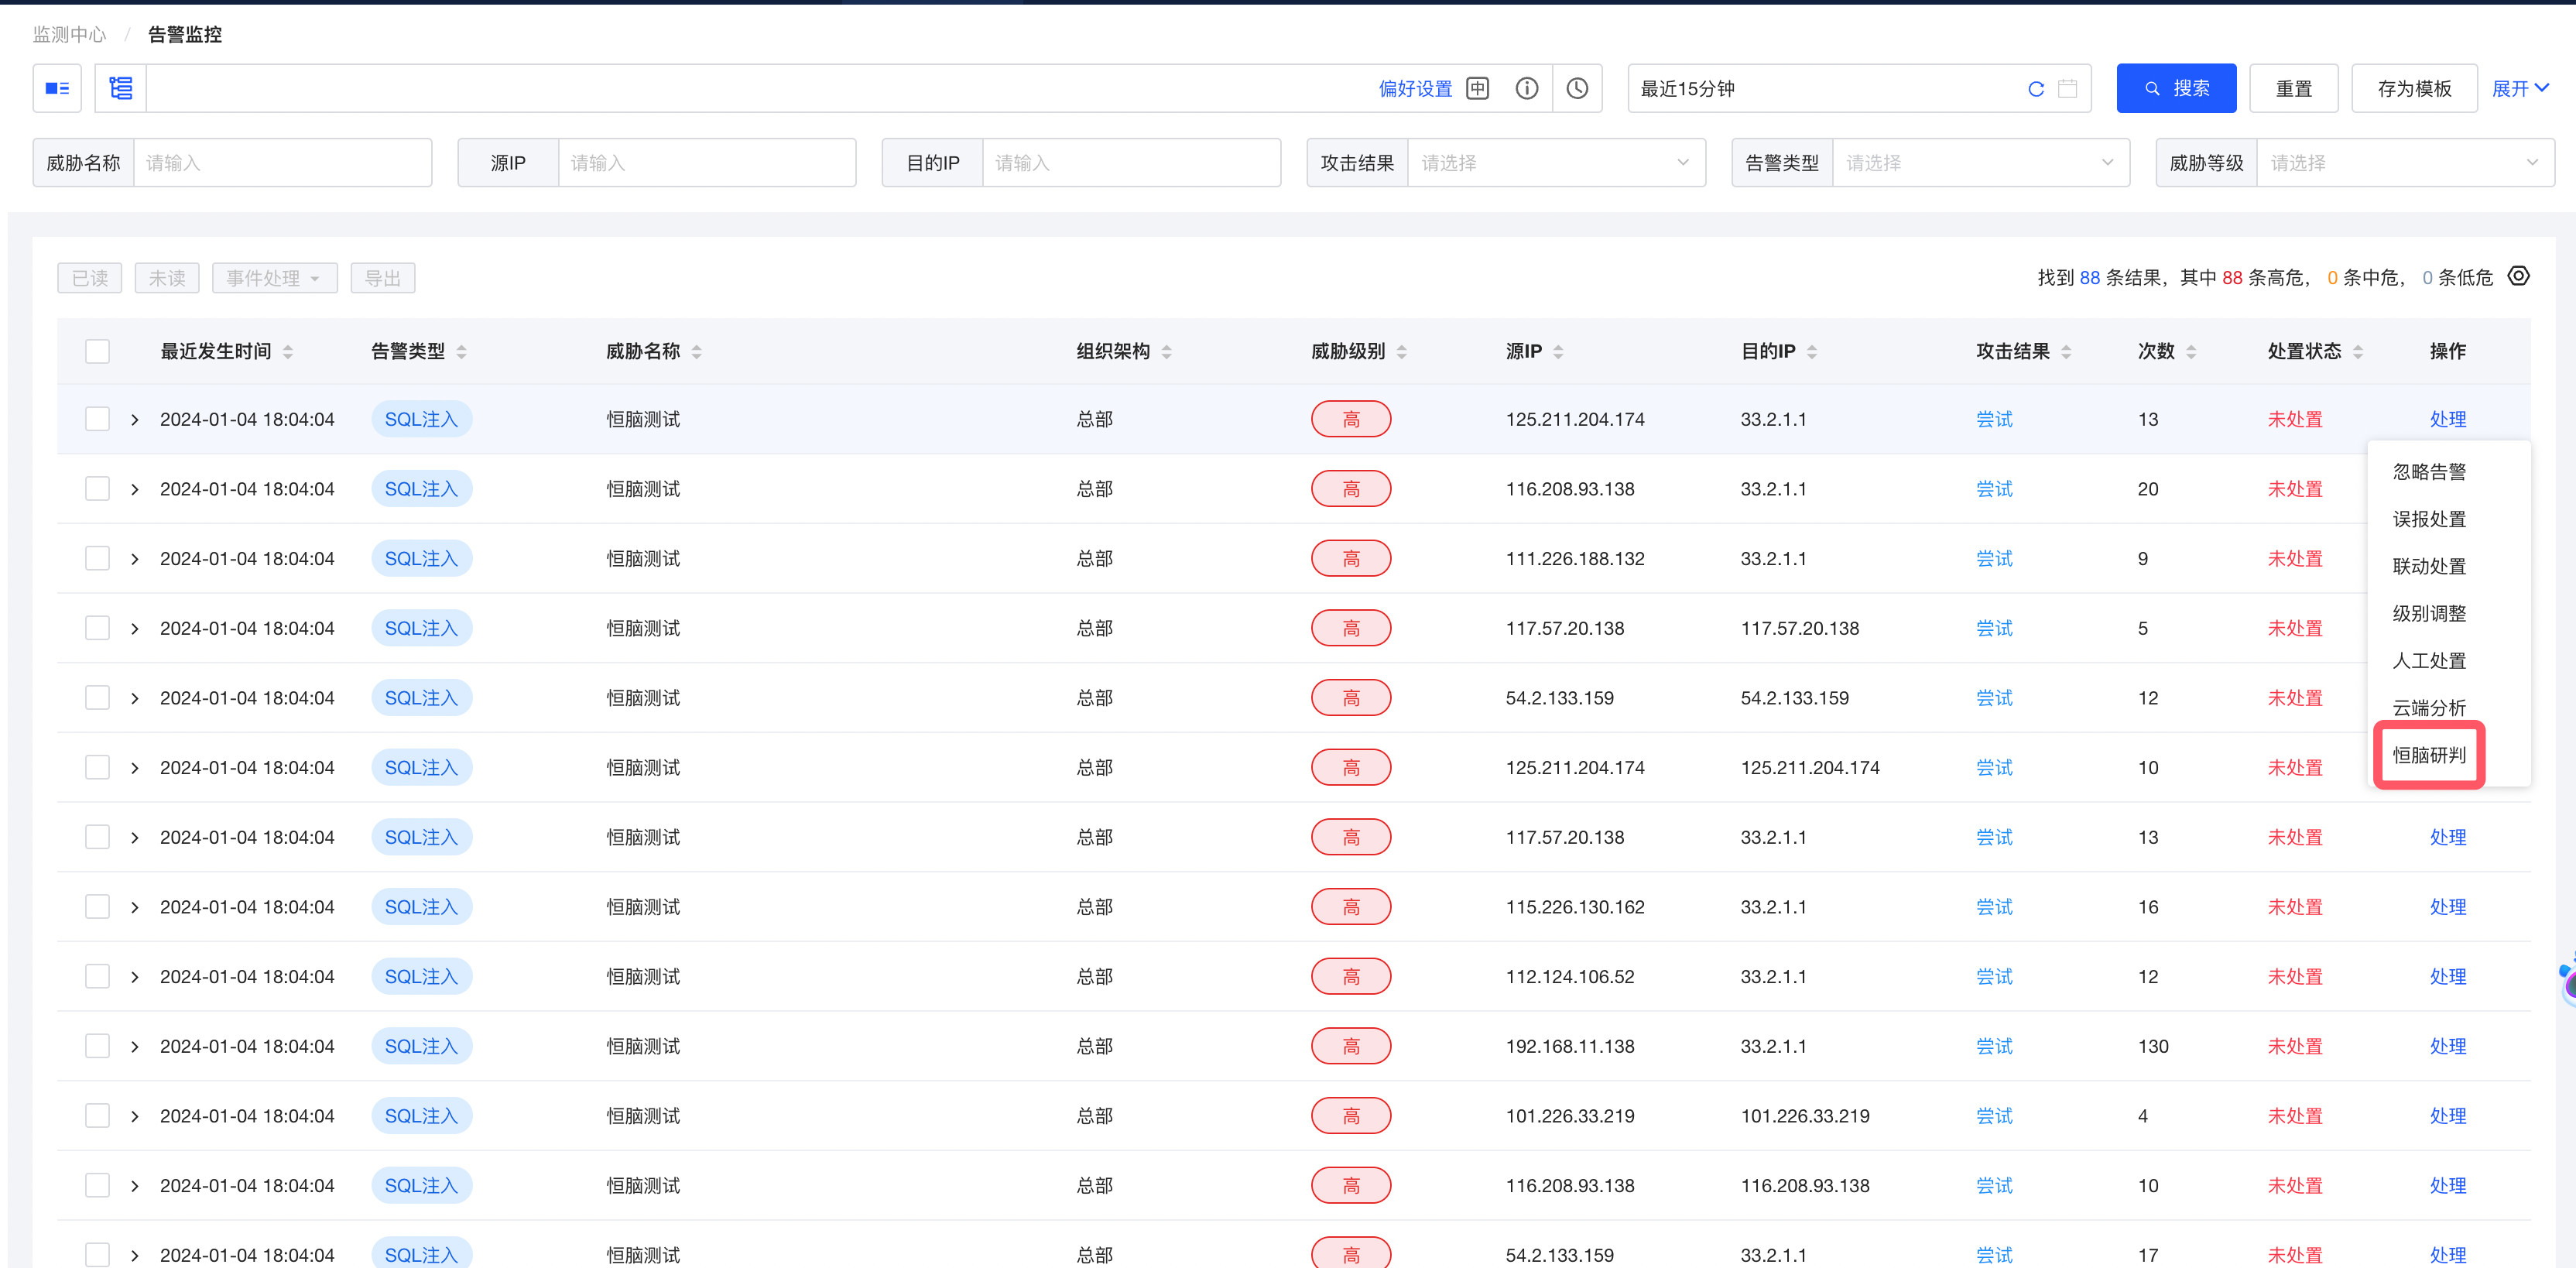 监测中心 / 告警监控
偏好设置 中 最近15分钟 搜索 重置 存为模板 展开
威胁名称 请输入 源IP 请输入 目的IP 请输入 攻击结果 请选择 告警类型 请选择 威胁等级 请选择
已读 未读 事件处理 导出 找到 88 条结果，其中 88 条高危， 0 条中危， 0 条低危
最近发生时间 告警类型 威胁名称 组织架构 威胁级别 源IP 目的IP 攻击结果 次数 处置状态 操作
2024-01-04 18:04:04 SQL注入 恒脑测试 总部 高 125.211.204.174 33.2.1.1 尝试 13 未处置 处理
忽略告警
2024-01-04 18:04:04 SQL注入 恒脑测试 总部 高 116.208.93.138 33.2.1.1 尝试 20 未处置
误报处置
2024-01-04 18:04:04 SQL注入 恒脑测试 总部 高 111.226.188.132 33.2.1.1 尝试 9 未处置
联动处置
级别调整
2024-01-04 18:04:04 SQL注入 恒脑测试 总部 高 117.57.20.138 117.57.20.138 尝试 5 未处置
人工处置
2024-01-04 18:04:04 SQL注入 恒脑测试 总部 高 54.2.133.159 54.2.133.159 尝试 12 未处置
云端分析
恒脑研判
2024-01-04 18:04:04 SQL注入 恒脑测试 总部 高 125.211.204.174 125.211.204.174 尝试 10 未处置
2024-01-04 18:04:04 SQL注入 恒脑测试 总部 高 117.57.20.138 33.2.1.1 尝试 13 未处置 处理
2024-01-04 18:04:04 SQL注入 恒脑测试 总部 高 115.226.130.162 33.2.1.1 尝试 16 未处置 处理
2024-01-04 18:04:04 SQL注入 恒脑测试 总部 高 112.124.106.52 33.2.1.1 尝试 12 未处置 处理
2024-01-04 18:04:04 SQL注入 恒脑测试 总部 高 192.168.11.138 33.2.1.1 尝试 130 未处置 处理
2024-01-04 18:04:04 SQL注入 恒脑测试 总部 高 101.226.33.219 101.226.33.219 尝试 4 未处置 处理
2024-01-04 18:04:04 SQL注入 恒脑测试 总部 高 116.208.93.138 116.208.93.138 尝试 10 未处置 处理
2024-01-04 18:04:04 SQL注入 恒脑测试 总部 高 54.2.133.159 33.2.1.1 尝试 17 未处置 处理